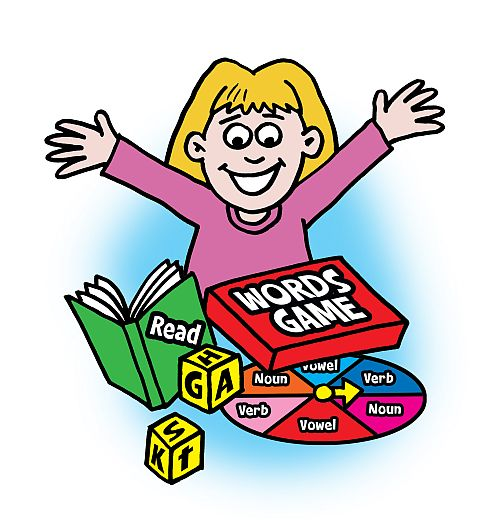 WORDS
GAME
Read
H
G A
S
K t
Vowel
Noun
Verb
Verb
Noun
Vowel